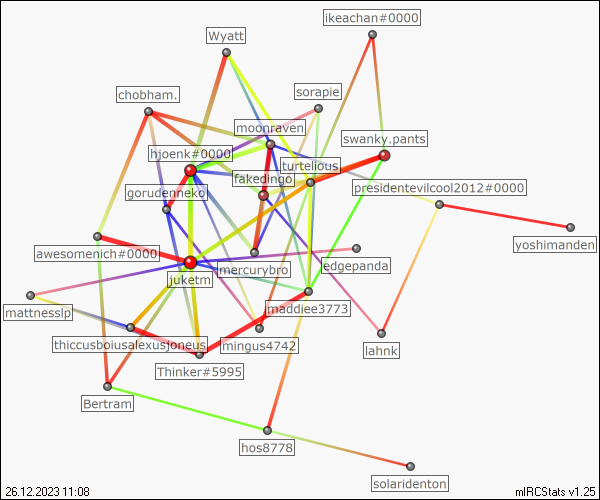 ikeachan#0000
Wyatt
chobham.
sorapie
moonraven
swanky.pants
hjoenk#0000
turtelious
fakedingo
presidentevilcool2012#0000
gorudenneko
yoshimanden
awesomenich#0000
mercurybro
edgepanda
juketm
mattnesslp
maddiee3773
thiccusboiusalexusjoneus
mingus4742
lahnk
Thinker#5995
Bertram
hos8778
solaridenton
26.12.2023 11:08
mIRCStats v1.25